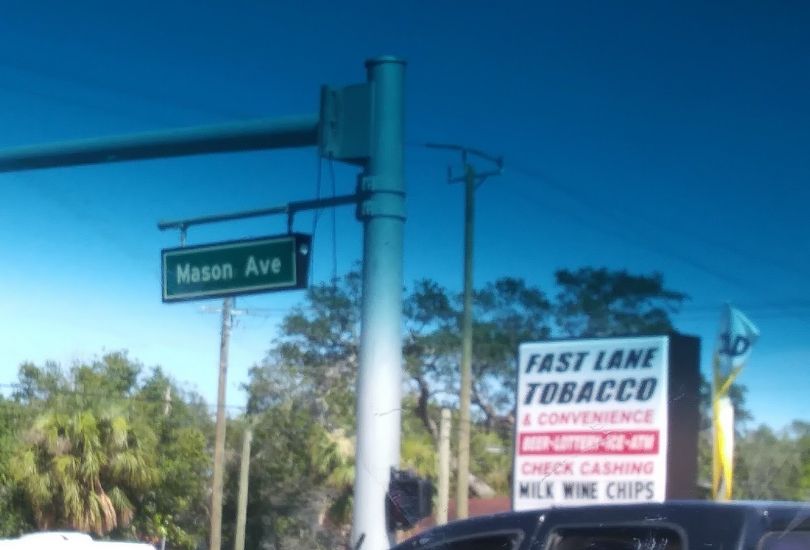 Mason Ave
FAST LANE
TOBACCO
& CONVENIENCE
BEER-LOTTERY-ICE-ATM
CHECK CASHING
MILK WINE CHIPS